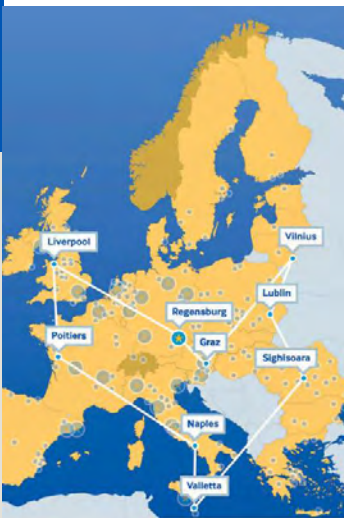 Vilnius
Liverpool
Lublin
Regensburg
Poitiers
Graz
Sighisoara
Naples
Valletta